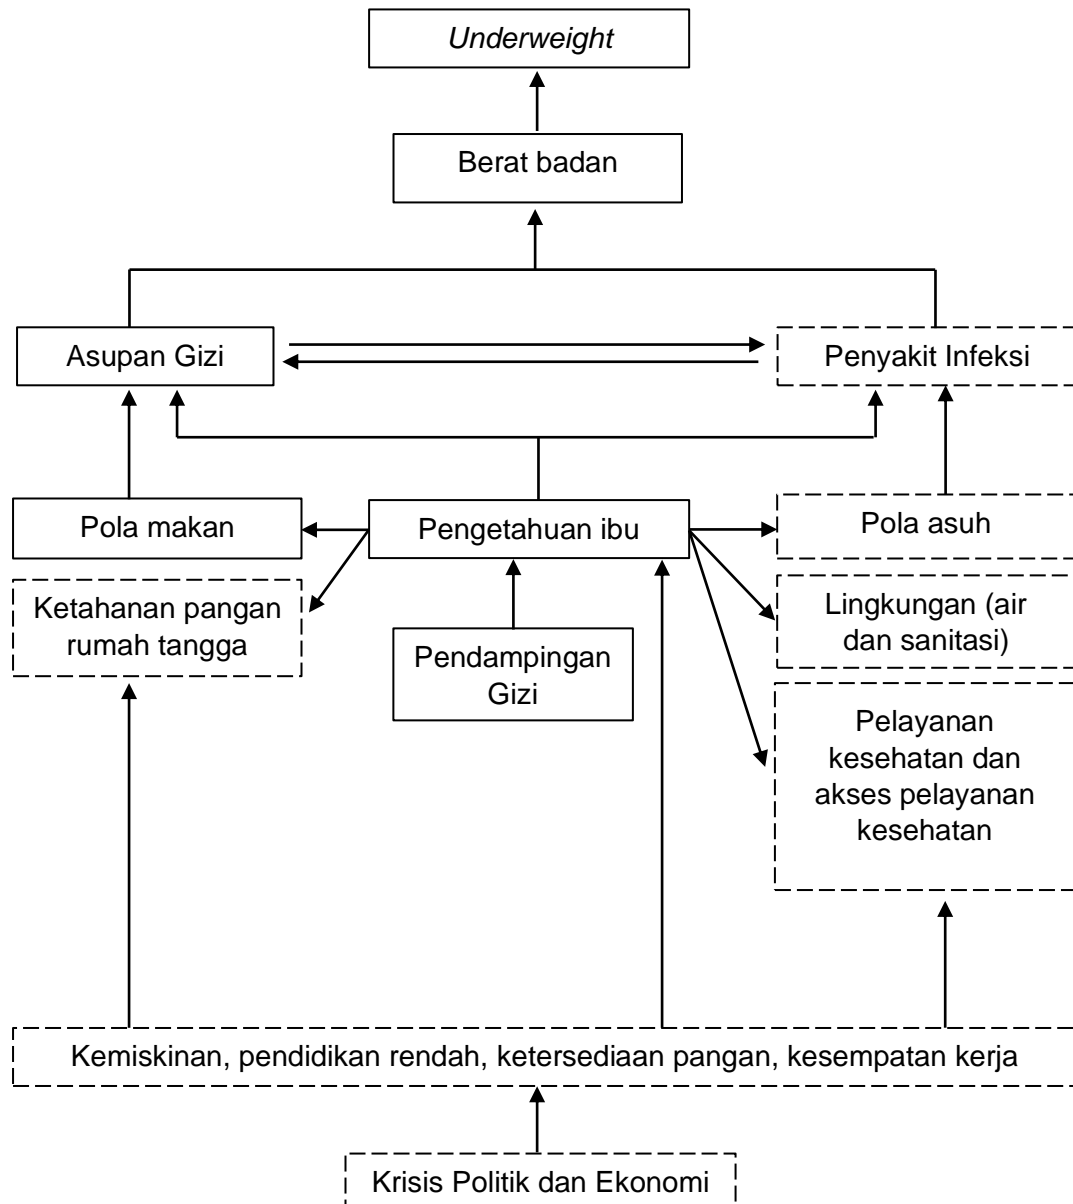 Underweight
Berat badan
Asupan Gizi
Penyakit Infeksi
Pola makan
Pengetahuan ibu
Pola asuh
Ketahanan pangan
rumah tangga
Pendampingan
Gizi
Lingkungan (air
dan sanitasi)
Pelayanan
kesehatan dan
akses pelayanan
kesehatan
Kemiskinan, pendidikan rendah, ketersediaan pangan, kesempatan kerja
Krisis Politik dan Ekonomi